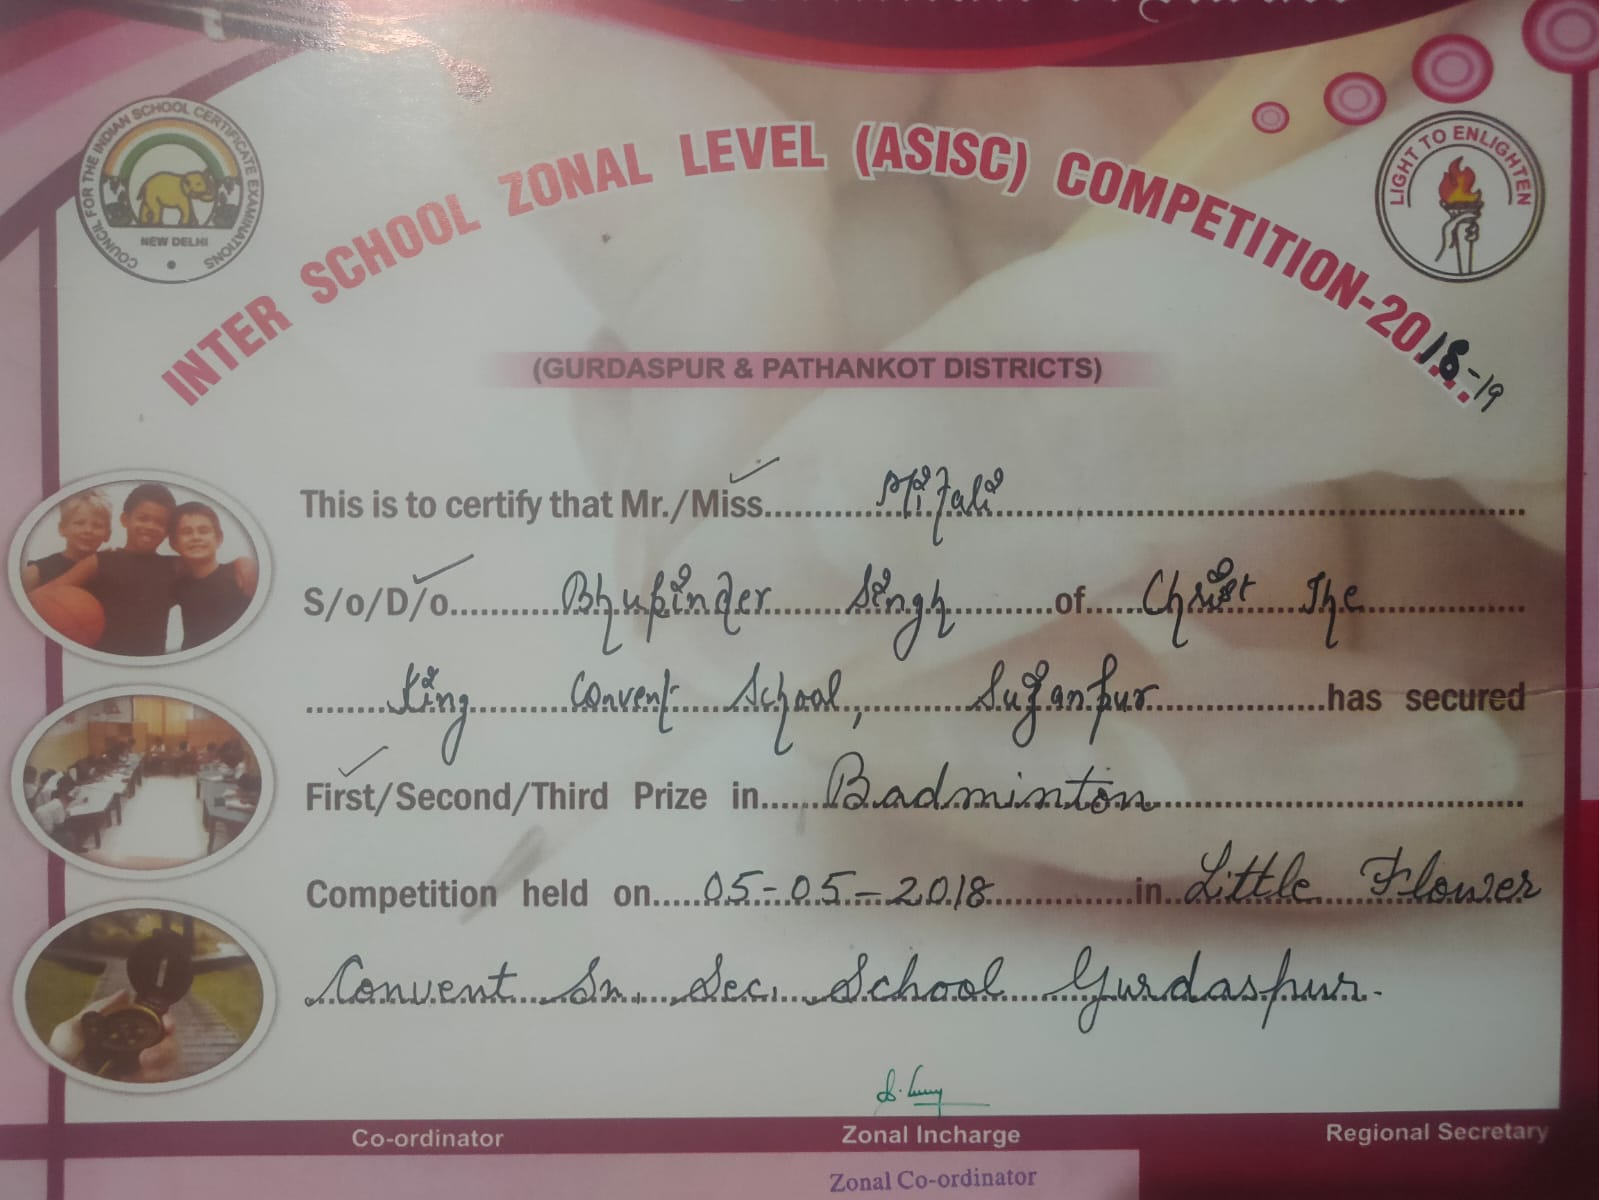 COUNCIL FOR THE INDIAN SCHOOL CERTIFICATE EXAMINATIONS
NEW DELHI
LIGHT TO ENLIGHTEN
INTER SCHOOL ZONAL LEVEL (ASISC) COMPETITION-2018-19
(GURDASPUR & PATHANKOT DISTRICTS)
This is to certify that Mr./Miss Mitali
S/o/D/o Bhupinder Singh of Christ The
King Convent School, Sujanpur has secured
First/Second/Third Prize in Badminton
Competition held on 05-05-2018 in Little Flower
Convent Sn. Sec. School Gurdaspur.
Co-ordinator Zonal Incharge Regional Secretary
Zonal Co-ordinator